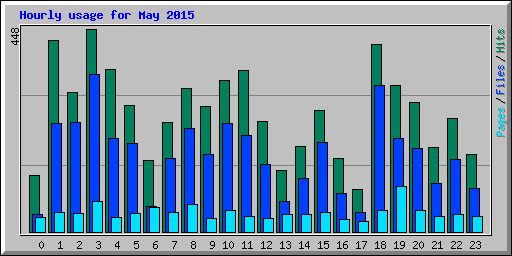 Hourly usage for May 2015
448
Pages / Files / Hits
0 1 2 3 4 5 6 7 8 9 10 11 12 13 14 15 16 17 18 19 20 21 22 23